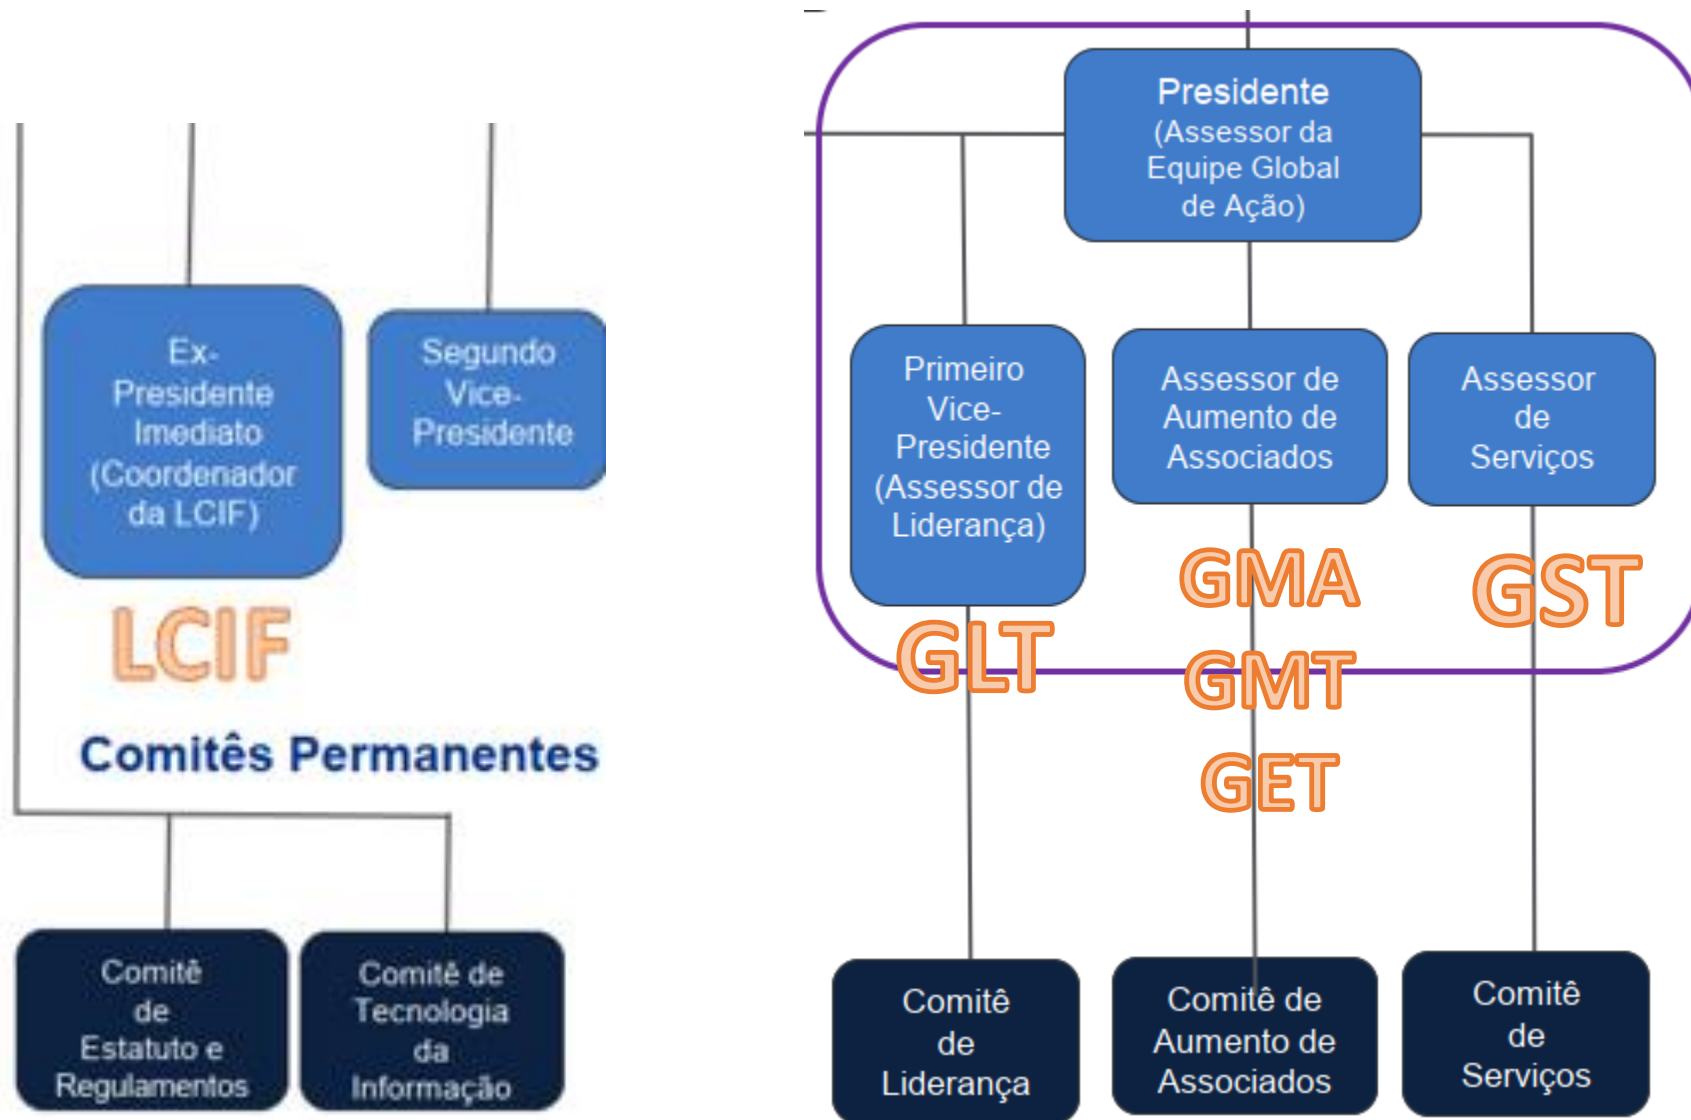 Ex-
Presidente
Imediato
(Coordenador
da LCIF)
Segundo
Vice-
Presidente
LCIF
Comitês Permanentes
Comitê
de
Estatuto e
Regulamentos
Comitê de
Tecnologia
da
Informação
Presidente
(Assessor da
Equipe Global
de Ação)
Primeiro
Vice-
Presidente
(Assessor de
Liderança)
Assessor de
Aumento de
Associados
Assessor
de
Serviços
GLT
GMA
GMT
GET
GST
Comitê
de
Liderança
Comitê de
Aumento de
Associados
Comitê
de
Serviços